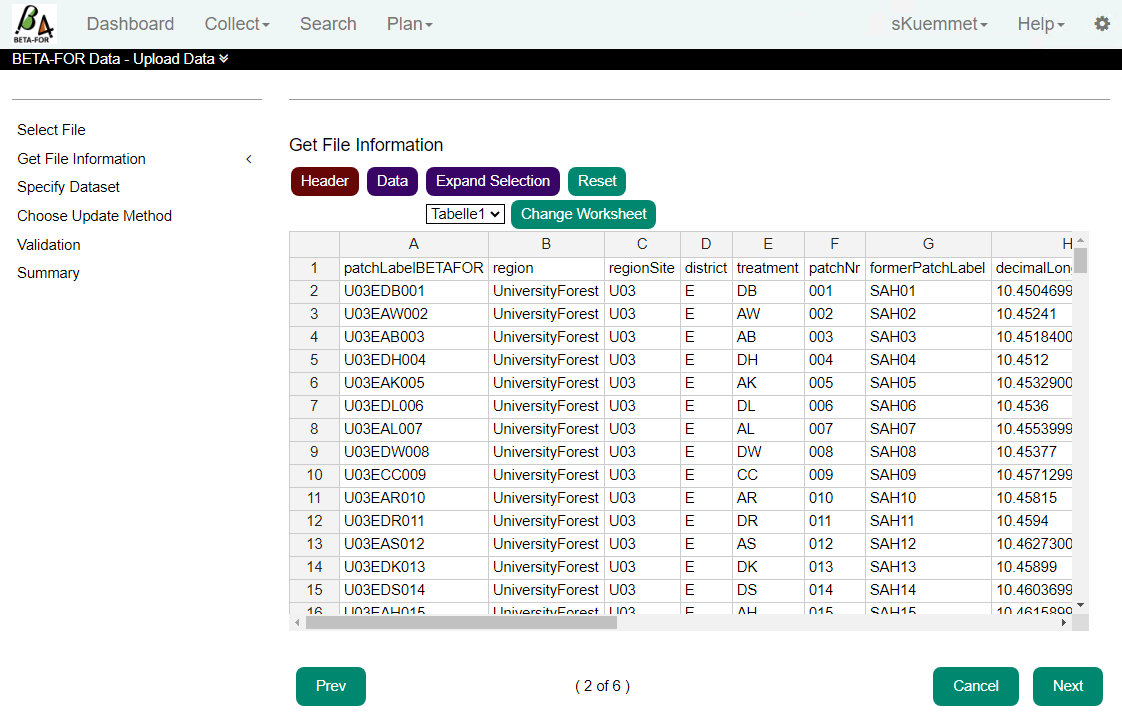 BETA-FOR Dashboard Collect Search Plan sKuemmet Help
BETA-FOR Data - Upload Data
Select File
Get File Information
Specify Dataset
Choose Update Method
Validation
Summary
Get File Information
Header Data Expand Selection Reset
Tabelle1 Change Worksheet
A B C D E F G H
1 patchLabelBETAFOR region regionSite district treatment patchNr formerPatchLabel decimalLon
2 U03EDB001 UniversityForest U03 E DB 001 SAH01 10.4504699
3 U03EAW002 UniversityForest U03 E AW 002 SAH02 10.45241
4 U03EAB003 UniversityForest U03 E AB 003 SAH03 10.4518400
5 U03EDH004 UniversityForest U03 E DH 004 SAH04 10.4512
6 U03EAK005 UniversityForest U03 E AK 005 SAH05 10.4532900
7 U03EDL006 UniversityForest U03 E DL 006 SAH06 10.4536
8 U03EAL007 UniversityForest U03 E AL 007 SAH07 10.4553999
9 U03EDW008 UniversityForest U03 E DW 008 SAH08 10.45377
10 U03ECC009 UniversityForest U03 E CC 009 SAH09 10.4571299
11 U03EAR010 UniversityForest U03 E AR 010 SAH10 10.45815
12 U03EDR011 UniversityForest U03 E DR 011 SAH11 10.4594
13 U03EAS012 UniversityForest U03 E AS 012 SAH12 10.4627300
14 U03EDK013 UniversityForest U03 E DK 013 SAH13 10.45899
15 U03EDS014 UniversityForest U03 E DS 014 SAH14 10.4603699
16 U03EAH015 UniversityForest U03 E AH 015 SAH15 10.4615899
Prev ( 2 of 6 ) Cancel Next